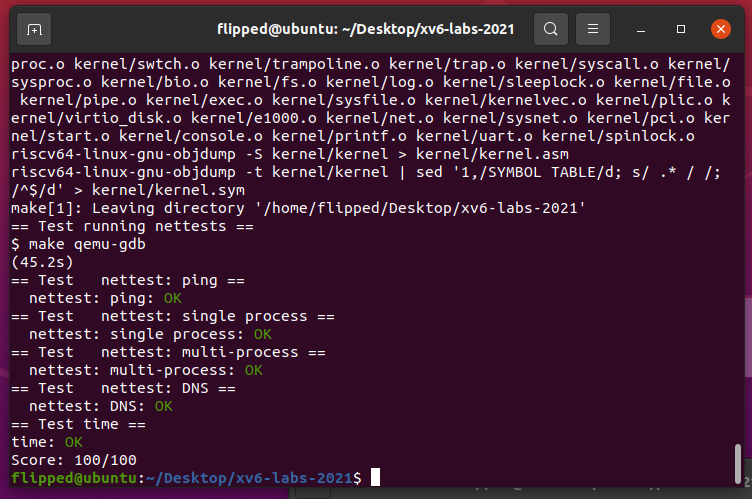 flipped@ubuntu: ~/Desktop/xv6-labs-2021
proc.o kernel/swtch.o kernel/trampoline.o kernel/trap.o kernel/syscall.o kernel/
sysproc.o kernel/bio.o kernel/fs.o kernel/log.o kernel/sleeplock.o kernel/file.o
 kernel/pipe.o kernel/exec.o kernel/sysfile.o kernel/kernelvec.o kernel/plic.o k
ernel/virtio_disk.o kernel/e1000.o kernel/net.o kernel/sysnet.o kernel/pci.o ker
nel/start.o kernel/console.o kernel/printf.o kernel/uart.o kernel/spinlock.o
riscv64-linux-gnu-objdump -S kernel/kernel > kernel/kernel.asm
riscv64-linux-gnu-objdump -t kernel/kernel | sed '1,/SYMBOL TABLE/d; s/ .* / /;
/^$/d' > kernel/kernel.sym
make[1]: Leaving directory '/home/flipped/Desktop/xv6-labs-2021'
== Test running nettests ==
$ make qemu-gdb
(45.2s)
== Test   nettest: ping ==
  nettest: ping: OK
== Test   nettest: single process ==
  nettest: single process: OK
== Test   nettest: multi-process ==
  nettest: multi-process: OK
== Test   nettest: DNS ==
  nettest: DNS: OK
== Test time ==
time: OK
Score: 100/100
flipped@ubuntu:~/Desktop/xv6-labs-2021$